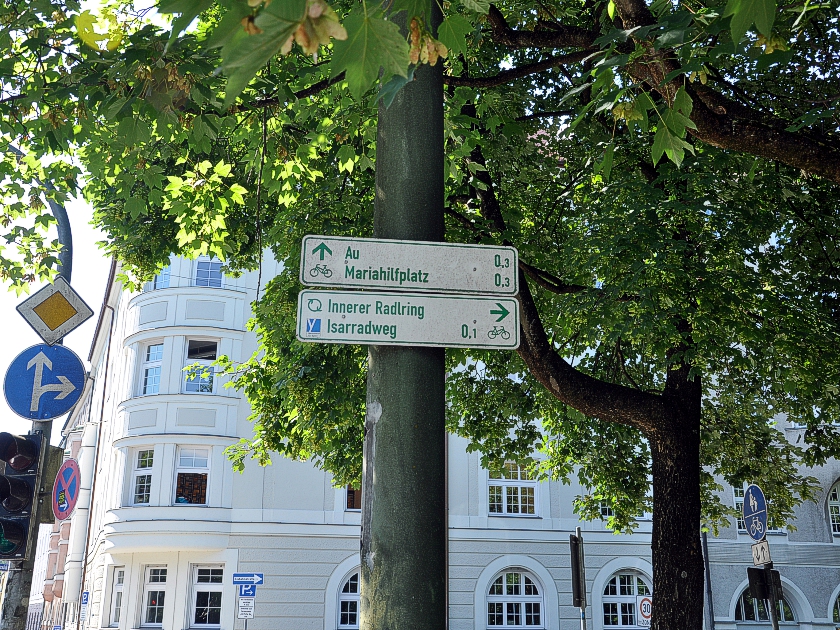 Au 0,3
Mariahilfplatz 0,3
Innerer Radlring
Isarradweg 0,1
30